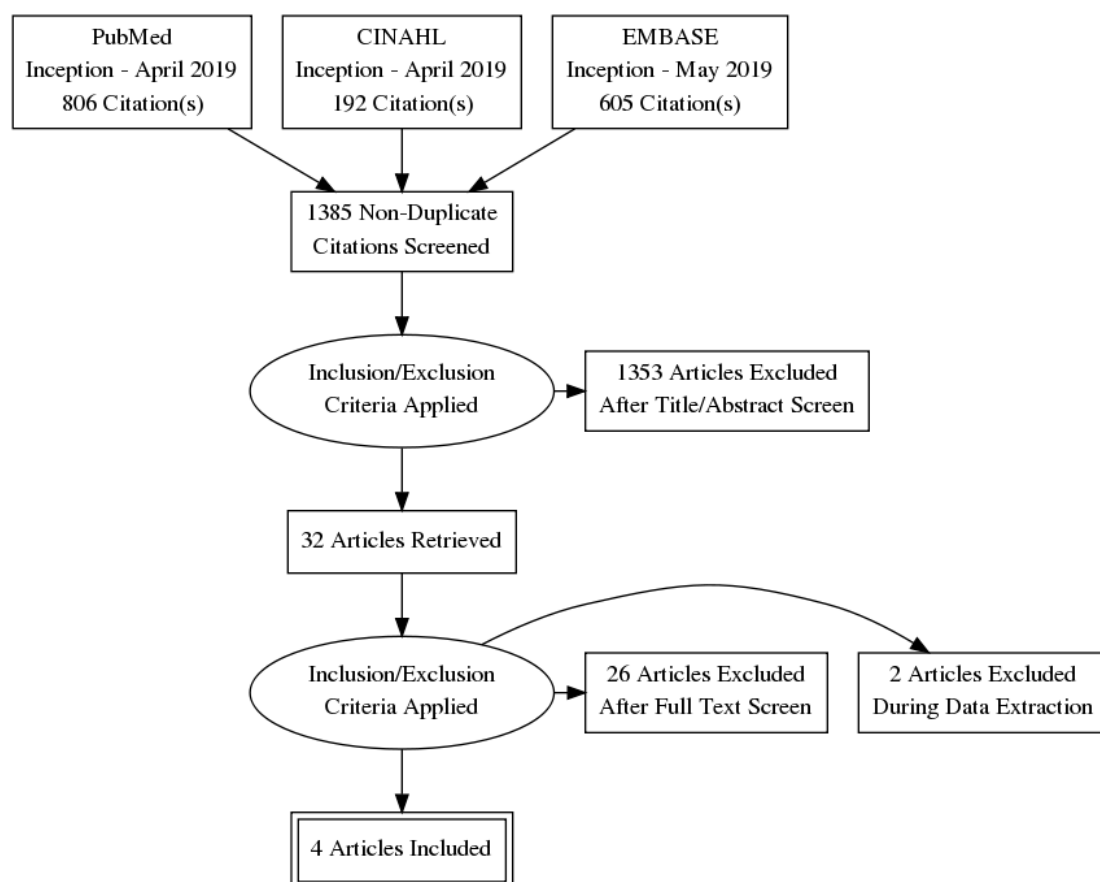 PubMed
Inception - April 2019
806 Citation(s)
CINAHL
Inception - April 2019
192 Citation(s)
EMBASE
Inception - May 2019
605 Citation(s)
1385 Non-Duplicate
Citations Screened
Inclusion/Exclusion
Criteria Applied
1353 Articles Excluded
After Title/Abstract Screen
32 Articles Retrieved
Inclusion/Exclusion
Criteria Applied
26 Articles Excluded
After Full Text Screen
2 Articles Excluded
During Data Extraction
4 Articles Included